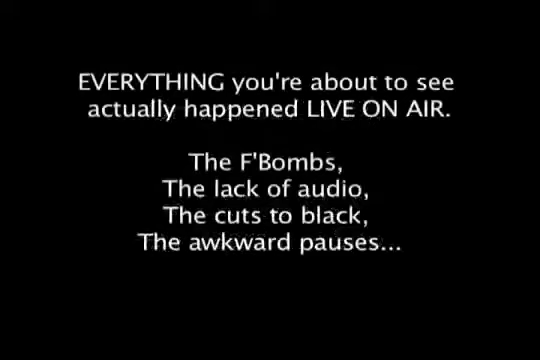 EVERYTHING you're about to see
actually happened LIVE ON AIR.
The F'Bombs,
The lack of audio,
The cuts to black,
The awkward pauses...